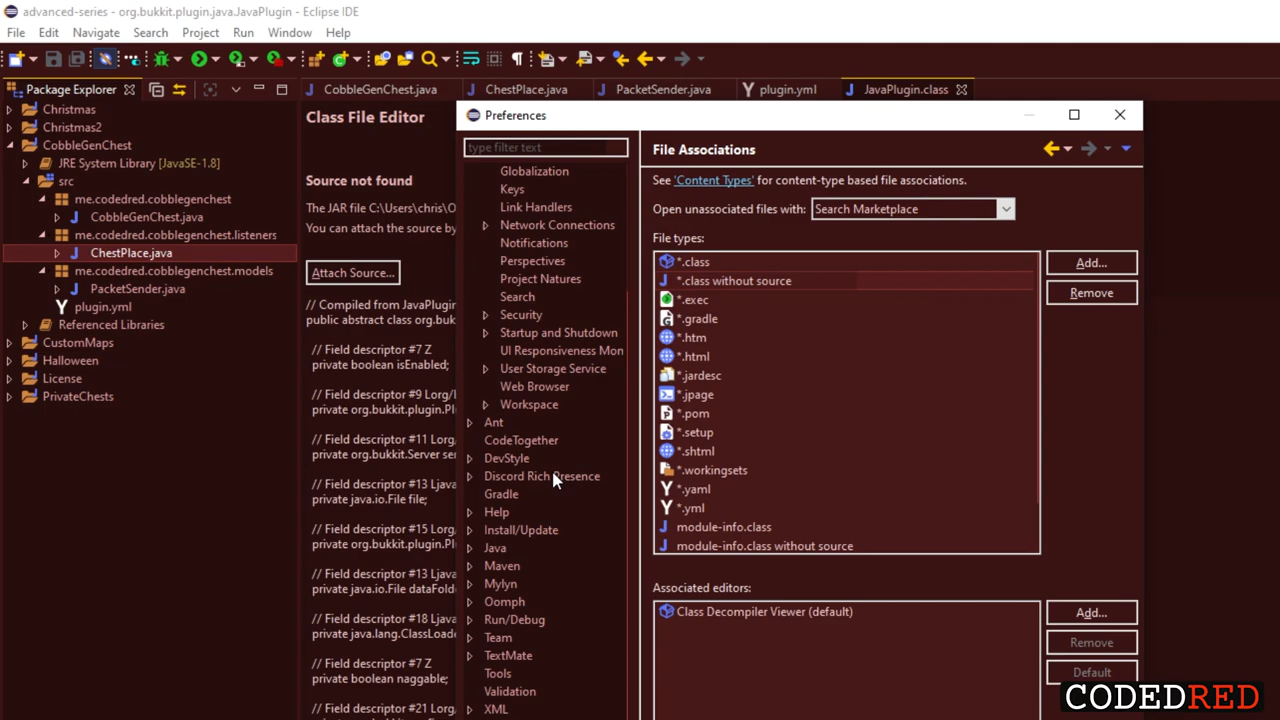 advanced-series - org.bukkit.plugin.java.JavaPlugin - Eclipse IDE
File Edit Navigate Search Project Run Window Help
Package Explorer
CobbleGenChest.java
ChestPlace.java
PacketSender.java
plugin.yml
JavaPlugin.class
Christmas
Christmas2
CobbleGenChest
JRE System Library [JavaSE-1.8]
src
me.codedred.cobblegenchest
CobbleGenChest.java
me.codedred.cobblegenchest.listeners
ChestPlace.java
me.codedred.cobblegenchest.models
PacketSender.java
plugin.yml
Referenced Libraries
CustomMaps
Halloween
License
PrivateChests
Class File Editor
Source not found
The JAR file C:\Users\chris\O
You can attach the source by
Attach Source...
// Compiled from JavaPlugin
public abstract class org.buk
// Field descriptor #7 Z
private boolean isEnabled;
// Field descriptor #9 Lorg/
private org.bukkit.plugin.Pl
// Field descriptor #11 Lorg
private org.bukkit.Server se
// Field descriptor #13 Ljava
private java.io.File file;
// Field descriptor #15 Lorg
private org.bukkit.plugin.Pl
// Field descriptor #13 Ljava
private java.io.File dataFold
// Field descriptor #18 Ljava
private java.lang.ClassLoad
// Field descriptor #7 Z
private boolean naggable;
// Field descriptor #21 Lorg
Preferences
type filter text
Globalization
Keys
Link Handlers
Network Connections
Notifications
Perspectives
Project Natures
Search
Security
Startup and Shutdown
UI Responsiveness Mon
User Storage Service
Web Browser
Workspace
Ant
CodeTogether
DevStyle
Discord Rich Presence
Gradle
Help
Install/Update
Java
Maven
Mylyn
Oomph
Run/Debug
Team
TextMate
Tools
Validation
XML
File Associations
See 'Content Types' for content-type based file associations.
Open unassociated files with: Search Marketplace
File types:
*.class
*.class without source
*.exec
*.gradle
*.htm
*.html
*.jardesc
*.jpage
*.pom
*.setup
*.shtml
*.workingsets
*.yaml
*.yml
module-info.class
module-info.class without source
Add...
Remove
Associated editors:
Class Decompiler Viewer (default)
Add...
Remove
Default
CODEDRED